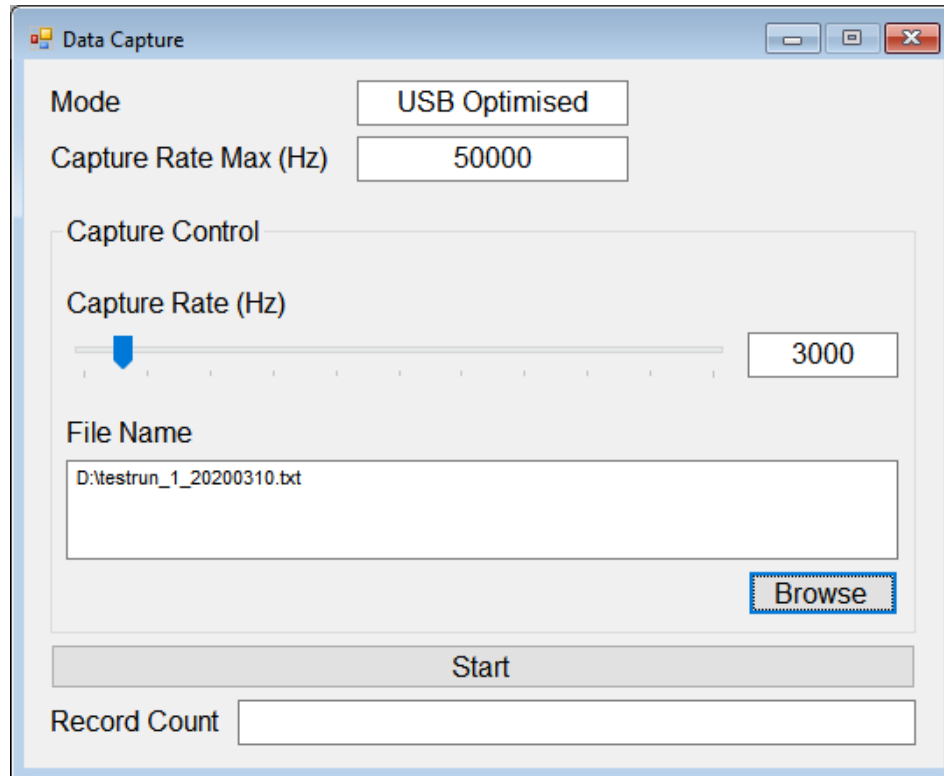 Data Capture
Mode USB Optimised
Capture Rate Max (Hz) 50000
Capture Control
Capture Rate (Hz)
3000
File Name
D:\testrun_1_20200310.txt
Browse
Start
Record Count